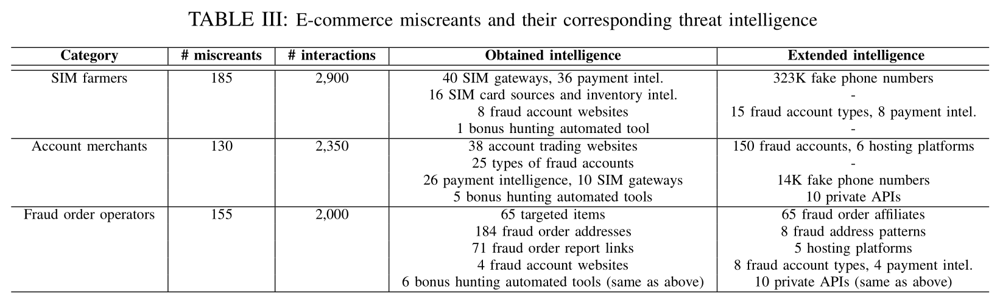 TABLE III: E-commerce miscreants and their corresponding threat intelligence
Category # miscreants # interactions Obtained intelligence Extended intelligence
SIM farmers 185 2,900 40 SIM gateways, 36 payment intel. 323K fake phone numbers
16 SIM card sources and inventory intel. -
8 fraud account websites 15 fraud account types, 8 payment intel.
1 bonus hunting automated tool -
Account merchants 130 2,350 38 account trading websites 150 fraud accounts, 6 hosting platforms
25 types of fraud accounts -
26 payment intelligence, 10 SIM gateways 14K fake phone numbers
5 bonus hunting automated tools 10 private APIs
Fraud order operators 155 2,000 65 targeted items 65 fraud order affiliates
184 fraud order addresses 8 fraud address patterns
71 fraud order report links 5 hosting platforms
4 fraud account websites 8 fraud account types, 4 payment intel.
6 bonus hunting automated tools (same as above) 10 private APIs (same as above)